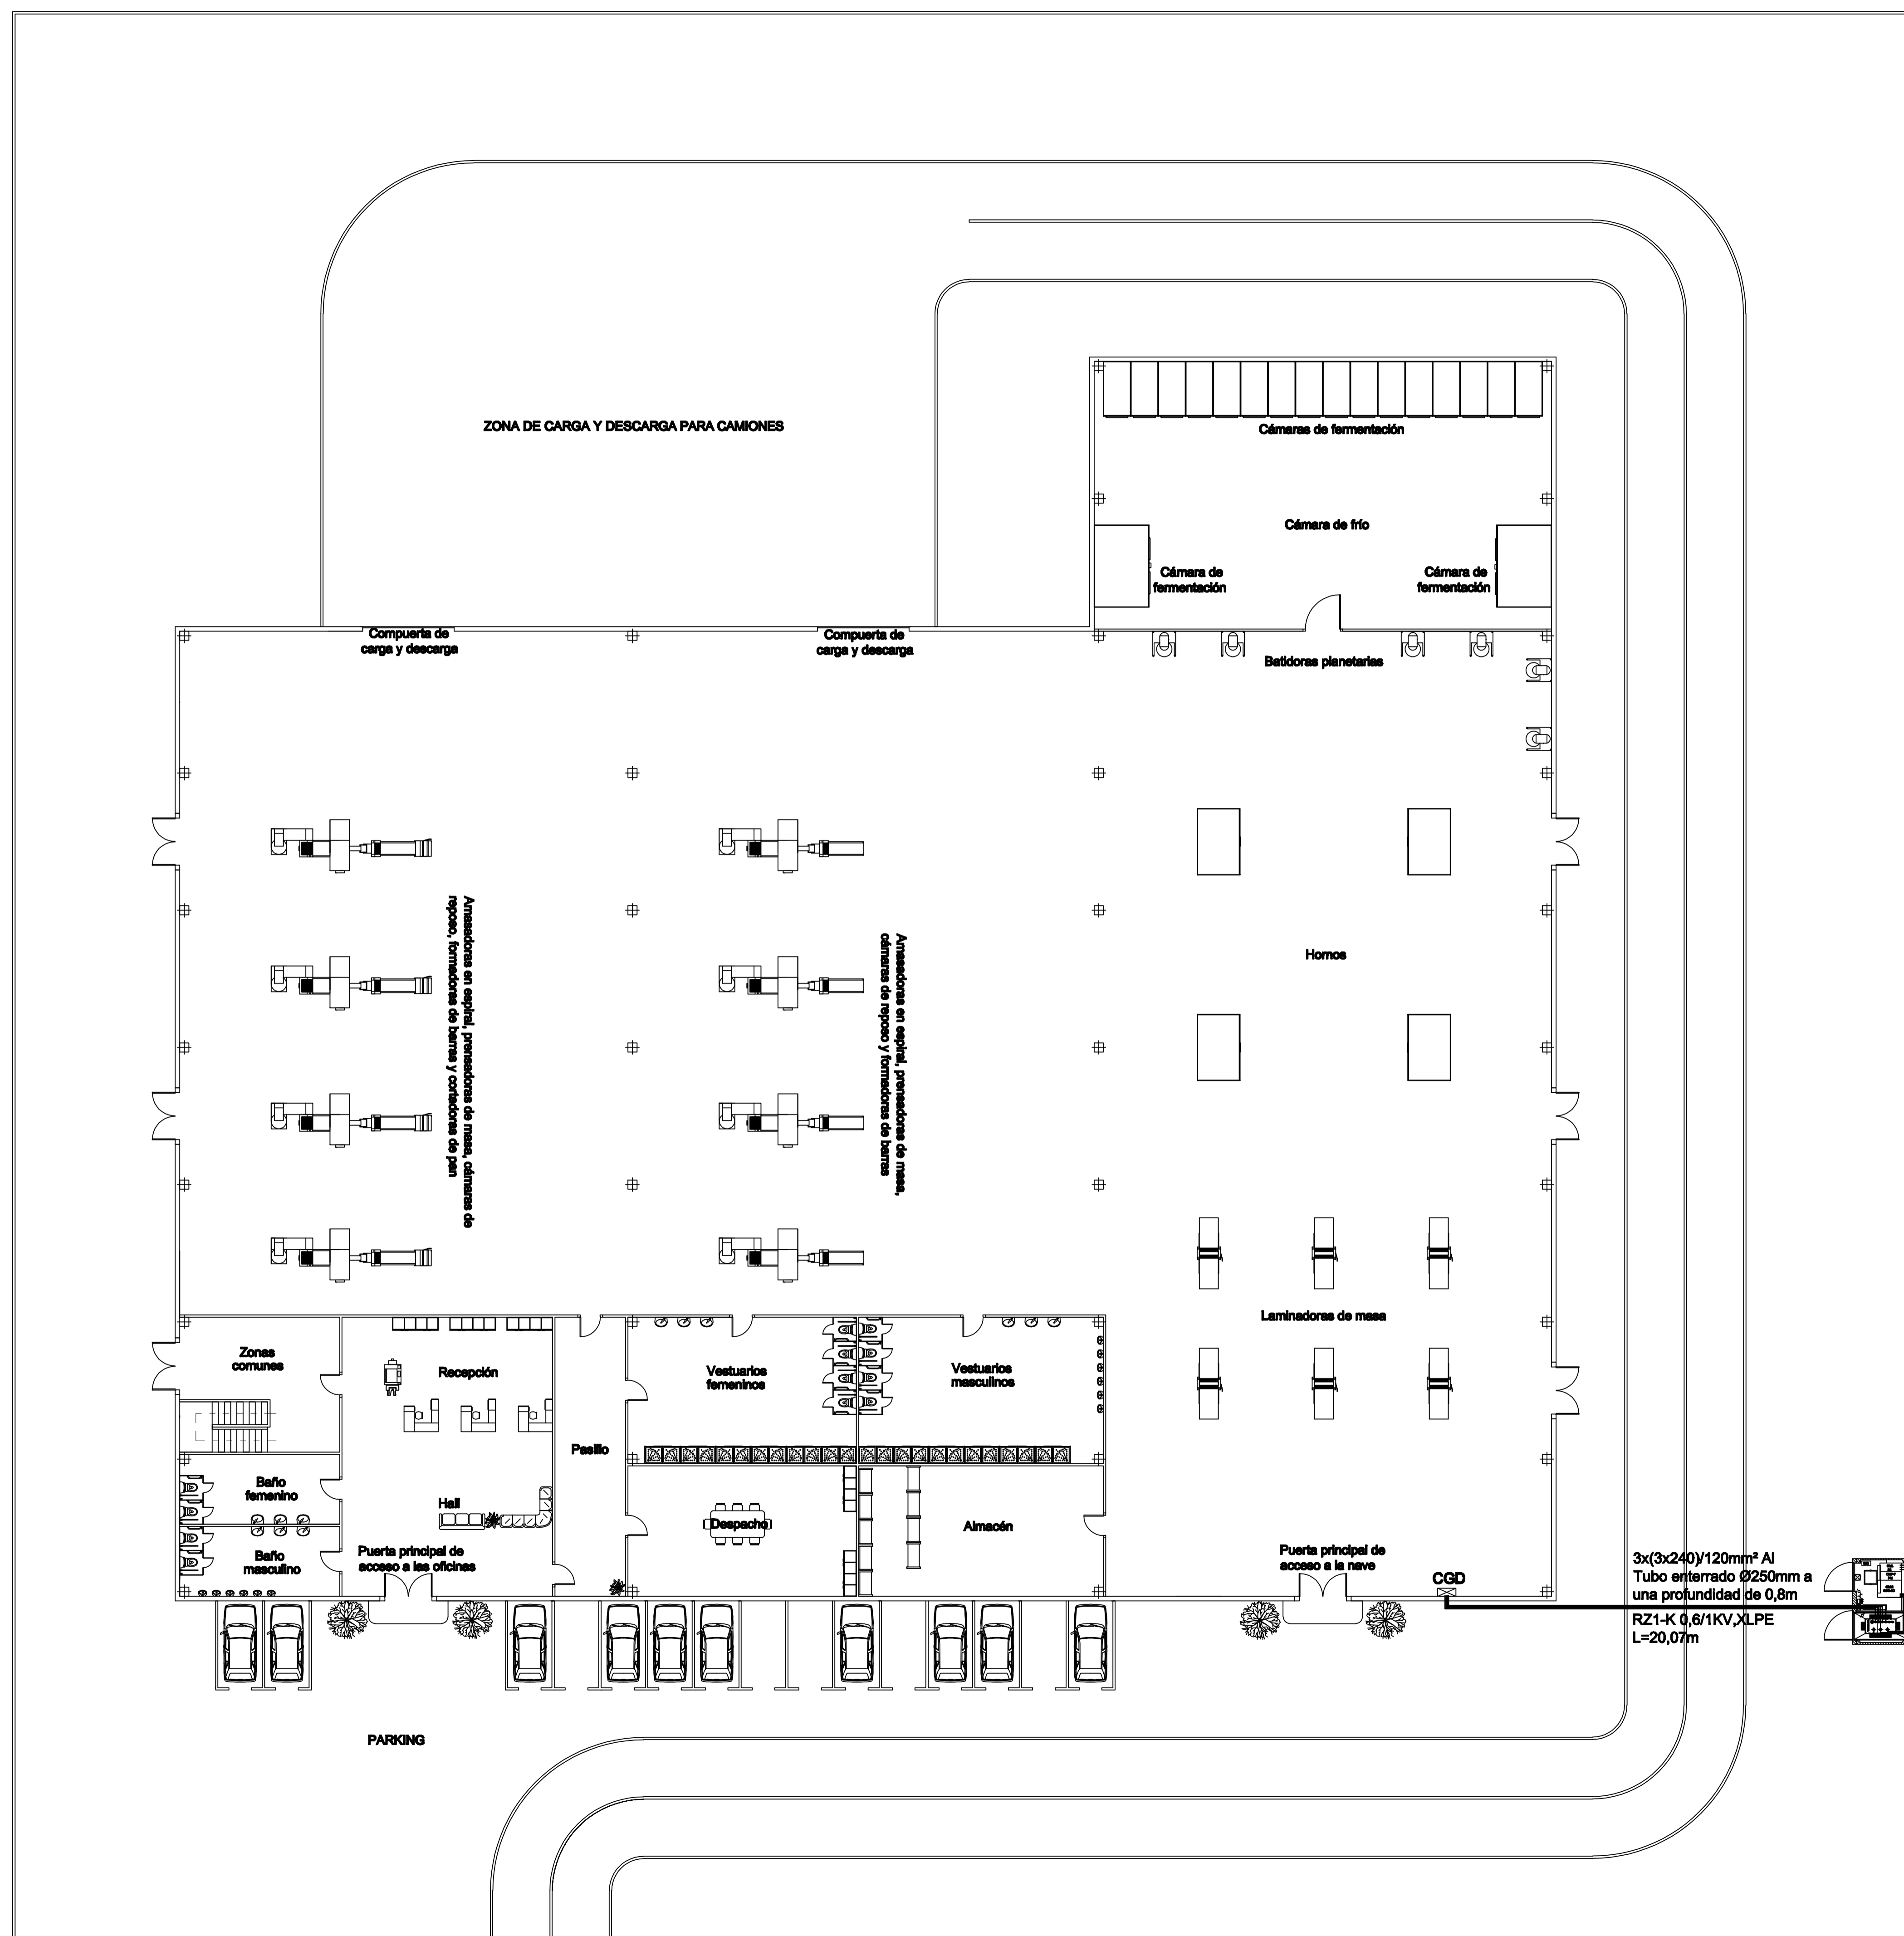 ZONA DE CARGA Y DESCARGA PARA CAMIONES
Cámaras de fermentación
Cámara de frío
Cámara de
fermentación
Cámara de
fermentación
Compuerta de
carga y descarga
Compuerta de
carga y descarga
Batidoras planetarias
Amasadoras en espiral, prensadoras de masa, cámaras de
reposo, formadoras de barras y cortadoras de pan
Amasadoras en espiral, prensadoras de masa,
cámaras de reposo y formadoras de barras
Hornos
Laminadoras de masa
Zonas
comunes
Recepción
Vestuarios
femeninos
Vestuarios
masculinos
Pasillo
Baño
femenino
Hall
Despacho
Almacén
Baño
masculino
Puerta principal de
acceso a las oficinas
Puerta principal de
acceso a la nave
CGD
3x(3x240)/120mm² Al
Tubo enterrado Ø250mm a
una profundidad de 0,8m
RZ1-K 0,6/1KV,XLPE
L=20,07m
PARKING